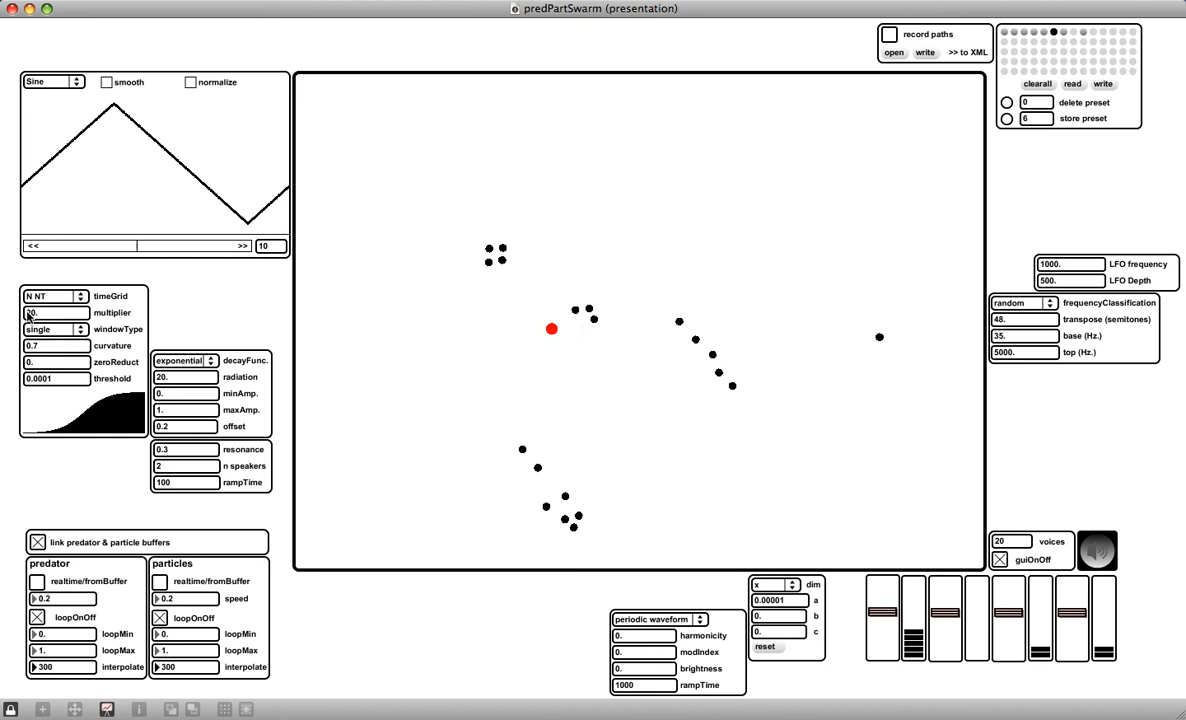 predPartSwarm (presentation)
record paths
open write >> to XML
clearall read write
0 delete preset
6 store preset
Sine smooth normalize
<< >> 10
N NT timeGrid
20. multiplier
single windowType
0.7 curvature
0. zeroReduct
0.0001 threshold
exponential decayFunc.
20. radiation
0. minAmp.
1. maxAmp.
0.2 offset
0.3 resonance
2 n speakers
100 rampTime
1000. LFO frequency
500. LFO Depth
random frequencyClassification
48. transpose (semitones)
35. base (Hz.)
5000. top (Hz.)
link predator & particle buffers
predator
realtime/fromBuffer
0.2
loopOnOff
0. loopMin
1. loopMax
300 interpolate
particles
realtime/fromBuffer
0.2 speed
loopOnOff
0. loopMin
1. loopMax
300 interpolate
periodic waveform
0. harmonicity
0. modIndex
0. brightness
1000 rampTime
x dim
0.00001 a
0. b
0. c
reset
20 voices
guiOnOff